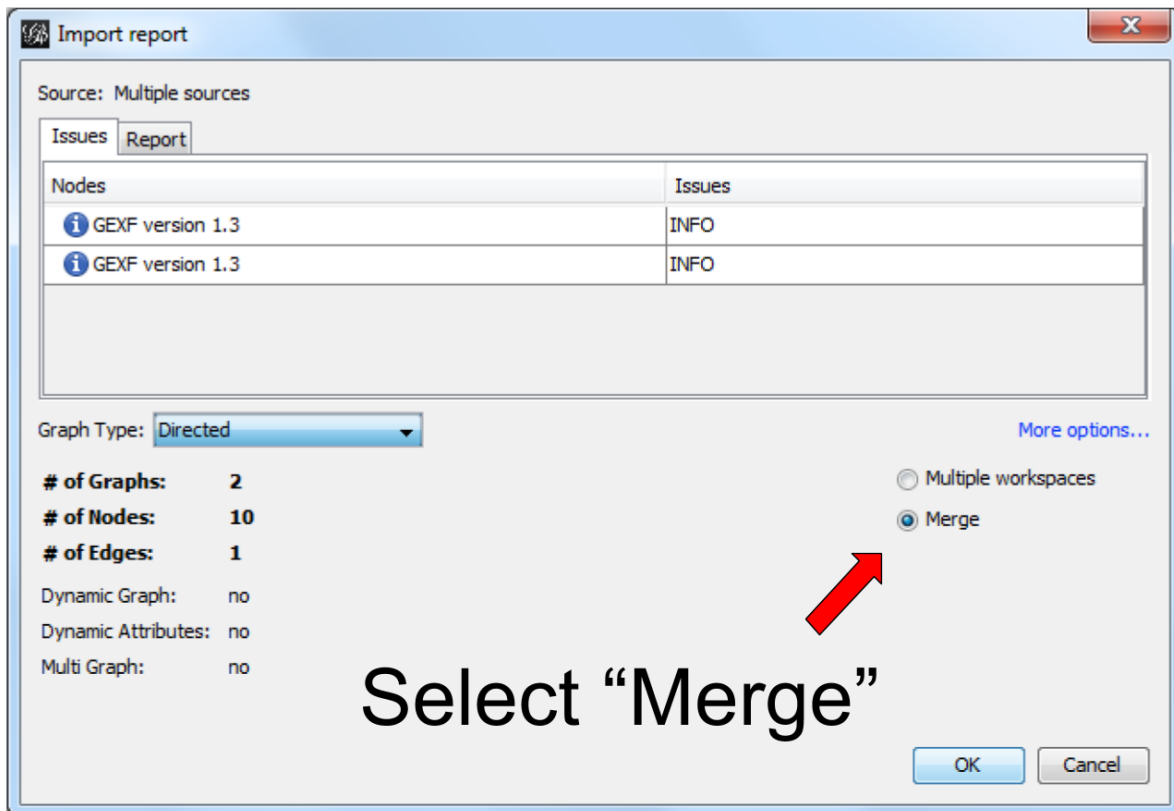 Import report
Source: Multiple sources
Issues Report
Nodes Issues
GEXF version 1.3 INFO
GEXF version 1.3 INFO
Graph Type: Directed More options...
# of Graphs: 2 Multiple workspaces
# of Nodes: 10 Merge
# of Edges: 1
Dynamic Graph: no
Dynamic Attributes: no
Multi Graph: no
Select “Merge”
OK Cancel